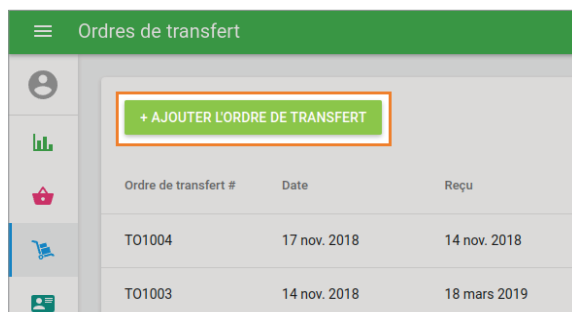 Ordres de transfert
+ AJOUTER L'ORDRE DE TRANSFERT
Ordre de transfert # Date Reçu
TO1004 17 nov. 2018 14 nov. 2018
TO1003 14 nov. 2018 18 mars 2019